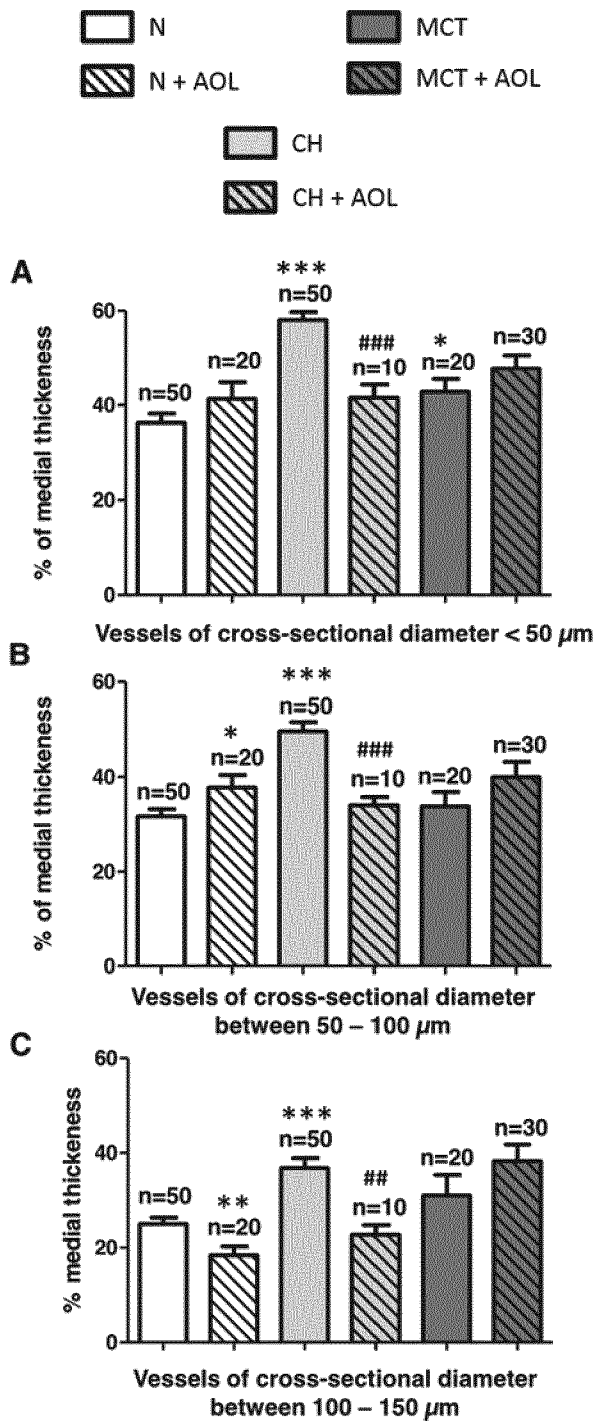 N
MCT
N + AOL
MCT + AOL
CH
CH + AOL
A
% of medial thickeness
60
40
20
0
n=50
n=20
***
n=50
###
n=10
*
n=20
n=30
Vessels of cross-sectional diameter < 50 µm
B
% of medial thickeness
60
40
20
0
n=50
*
n=20
***
n=50
###
n=10
n=20
n=30
Vessels of cross-sectional diameter
between 50 – 100 µm
C
% medial thickeness
60
40
20
0
n=50
**
n=20
***
n=50
##
n=10
n=20
n=30
Vessels of cross-sectional diameter
between 100 – 150 µm